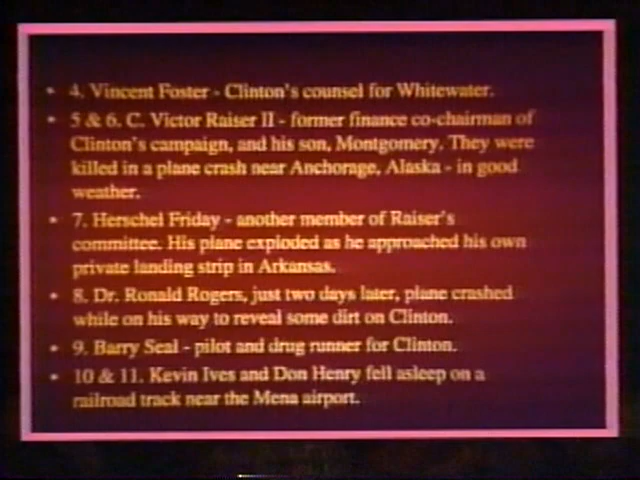 • 4. Vincent Foster - Clinton's counsel for Whitewater.
• 5 & 6. C. Victor Raiser II - former finance co-chairman of
Clinton's campaign, and his son, Montgomery. They were
killed in a plane crash near Anchorage, Alaska - in good
weather.
• 7. Herschel Friday - another member of Raiser's
committee. His plane exploded as he approached his own
private landing strip in Arkansas.
• 8. Dr. Ronald Rogers, just two days later, plane crashed
while on his way to reveal some dirt on Clinton.
• 9. Barry Seal - pilot and drug runner for Clinton.
• 10 & 11. Kevin Ives and Don Henry fell asleep on a
railroad track near the Mena airport.